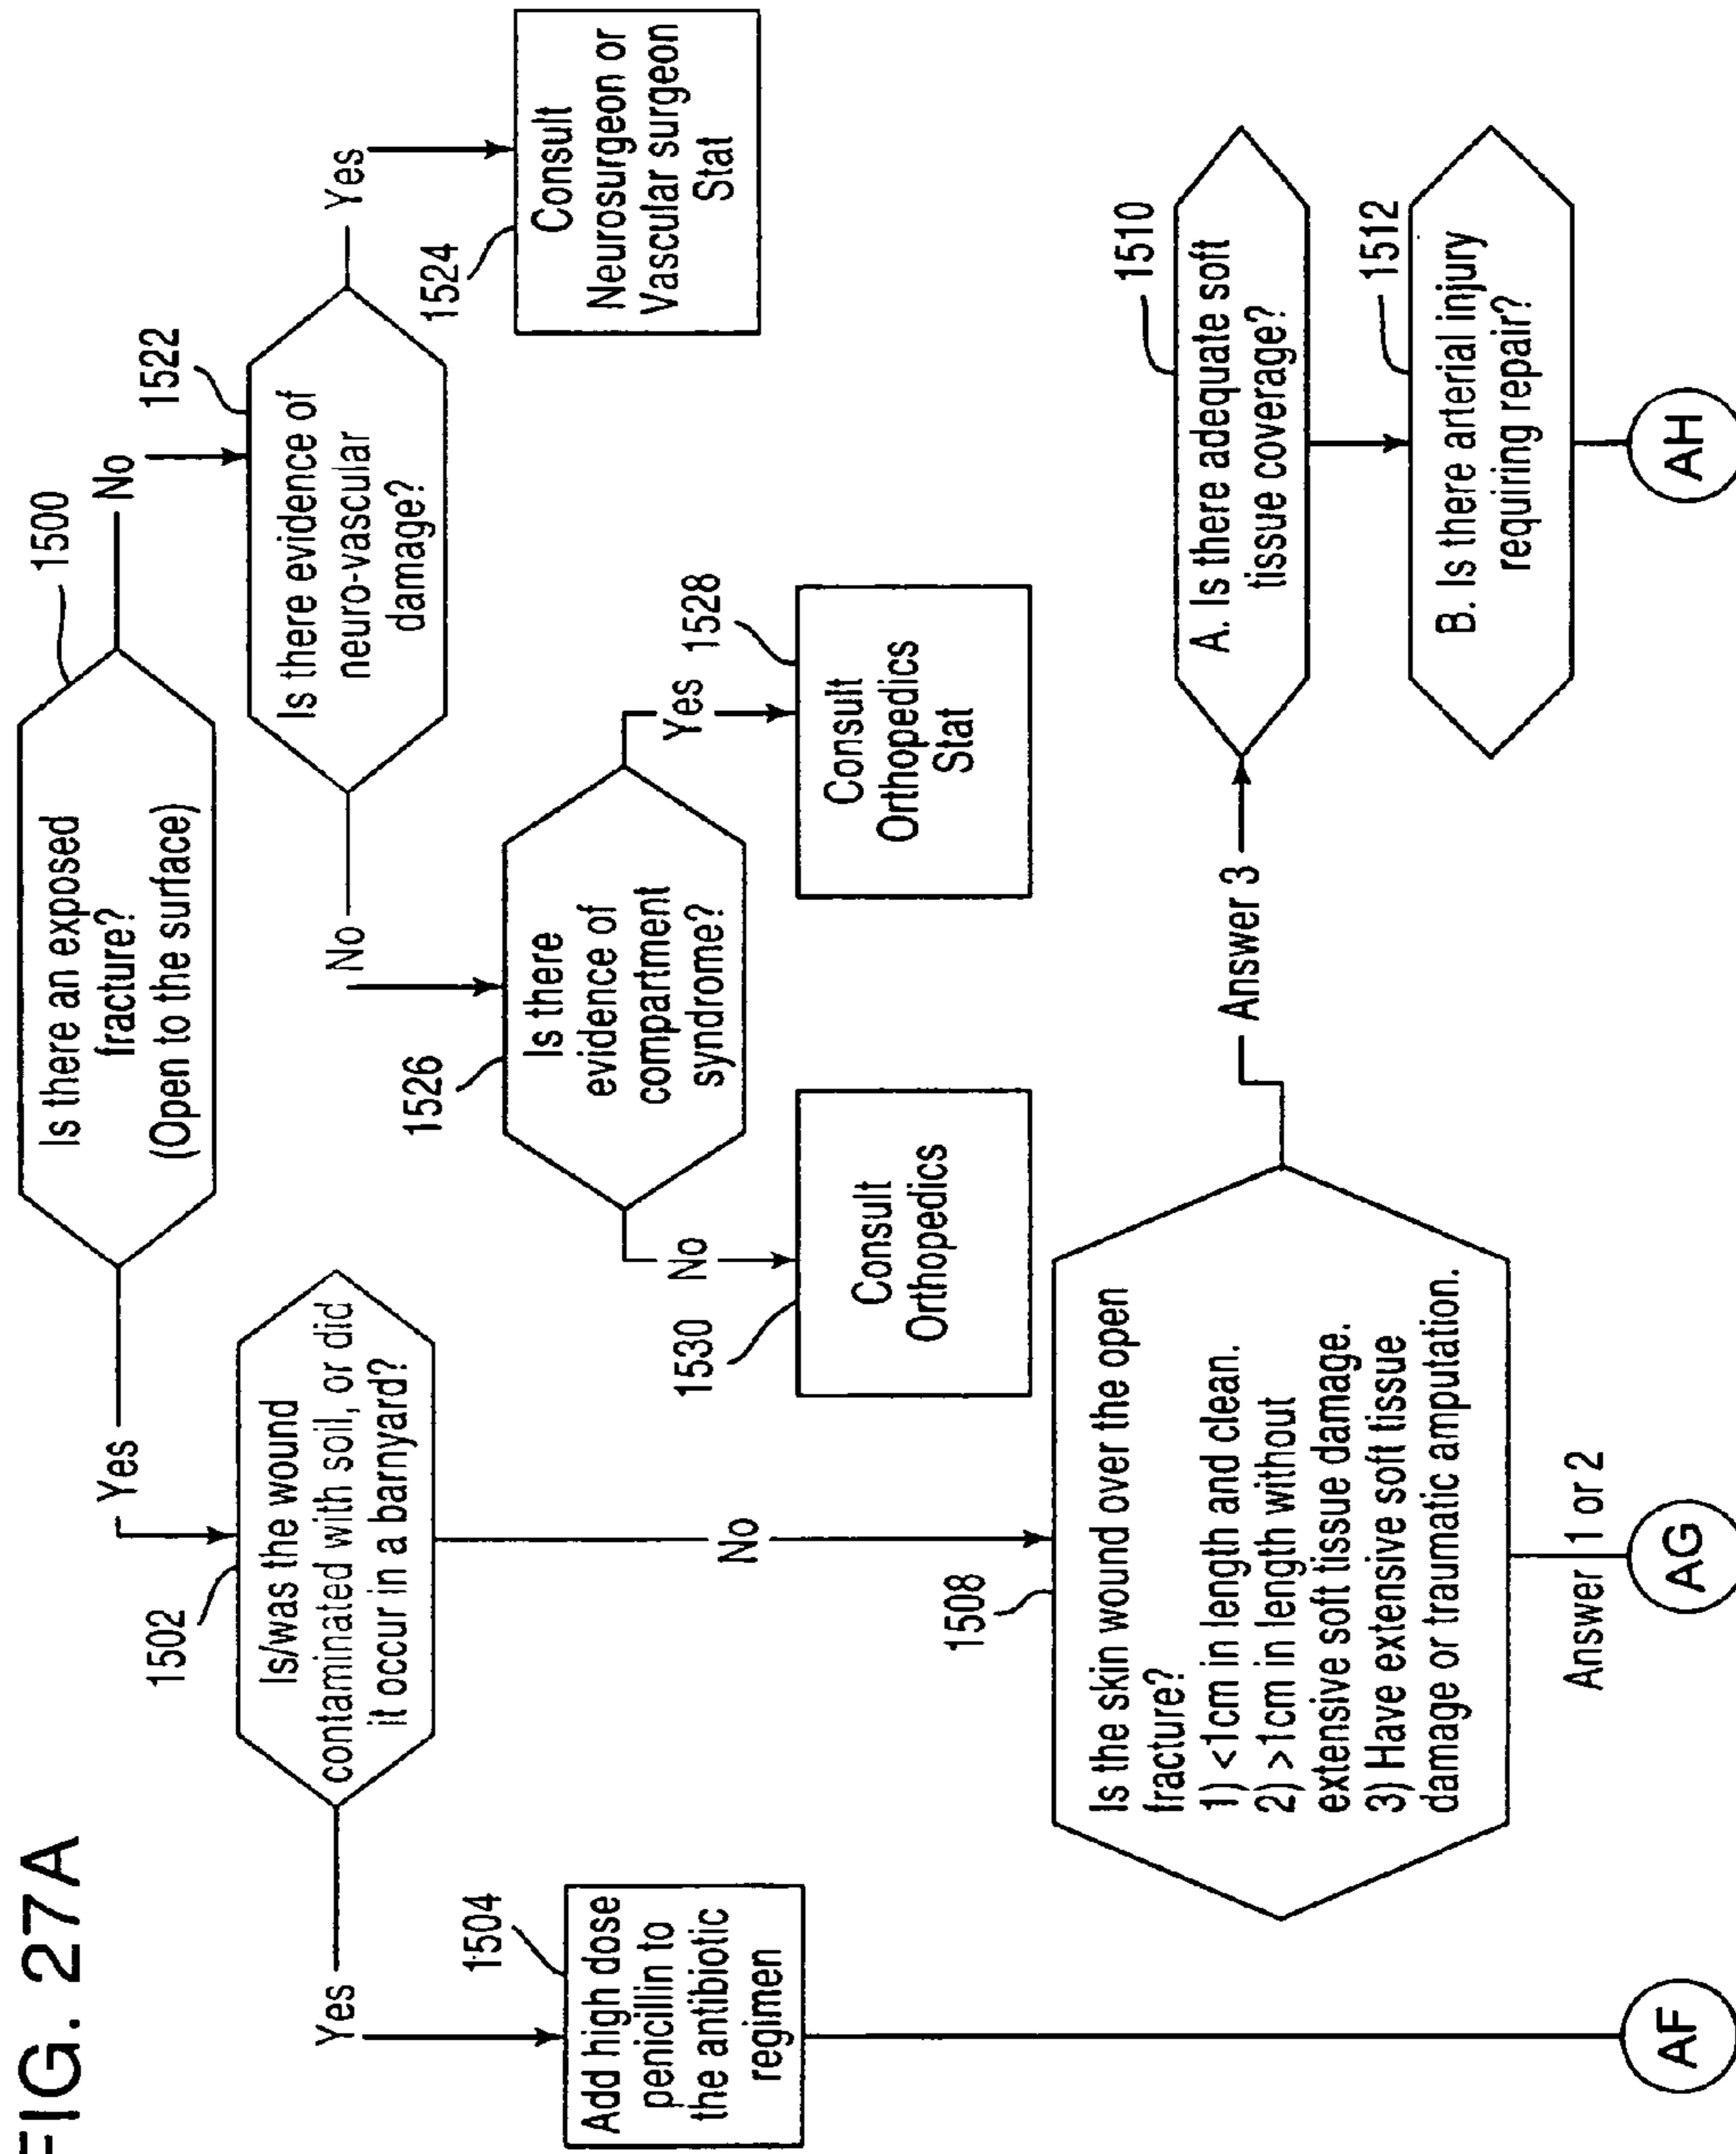 FIG. 27A
1500
Is there an exposed
fracture?
(Open to the surface)
Yes
No
1502
Is/was the wound
contaminated with soil, or did
it occur in a barnyard?
1522
Is there evidence of
neuro-vascular
damage?
Yes
No
No
Yes
1504
Add high dose
penicillin to
the antibiotic
regimen
1526
Is there
evidence of
compartment
syndrome?
1524
Consult
Neurosurgeon or
Vascular surgeon
Stat
No
Yes
1530
Consult
Orthopedics
1528
Consult
Orthopedics
Stat
1508
Is the skin wound over the open
fracture?
1) <1cm in length and clean.
2) >1cm in length without
extensive soft tissue damage.
3) Have extensive soft tissue
damage or traumatic amputation.
Answer 3
1510
A. Is there adequate soft
tissue coverage?
1512
B. Is there arterial injury
requiring repair?
Answer 1 or 2
AF
AG
AH